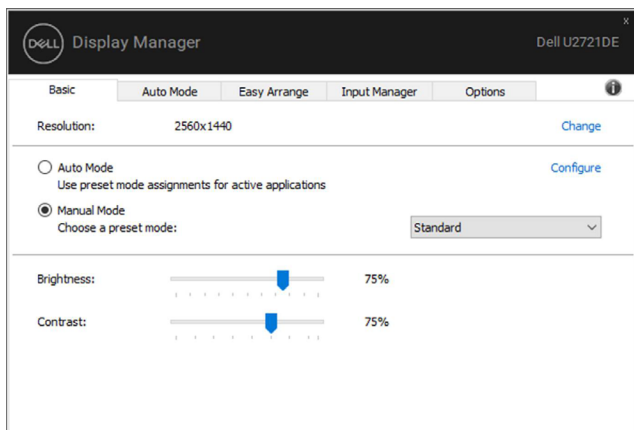 x
DELL Display Manager Dell U2721DE
Basic Auto Mode Easy Arrange Input Manager Options i
Resolution: 2560x1440 Change
Auto Mode Configure
Use preset mode assignments for active applications
Manual Mode
Choose a preset mode: Standard
Brightness: 75%
Contrast: 75%